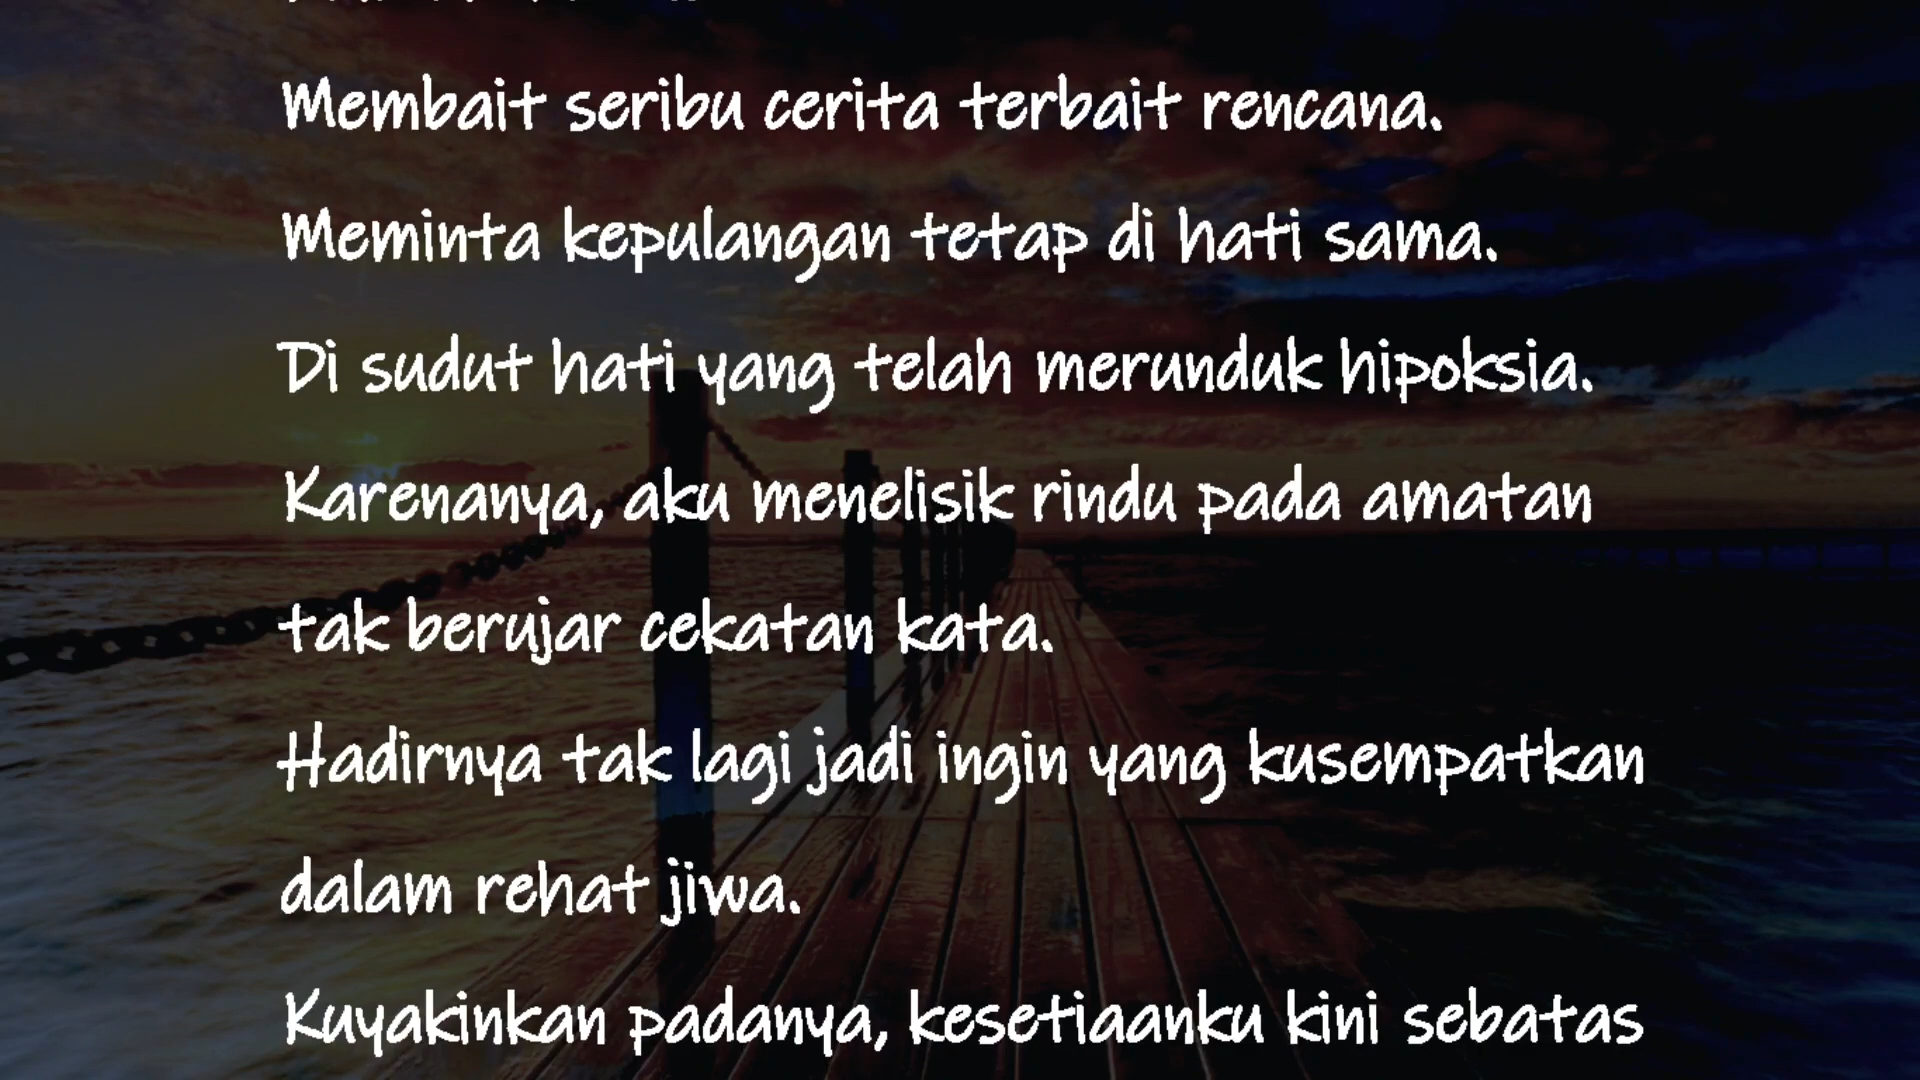 Membait seribu cerita terbait rencana.
Meminta kepulangan tetap di hati sama.
Di sudut hati yang telah merunduk hipoksia.
Karenanya, aku menelisik rindu pada amatan
tak berujar cekatan kata.
Hadirnya tak lagi jadi ingin yang kusempatkan
dalam rehat jiwa.
Kuyakinkan padanya, kesetiaanku kini sebatas